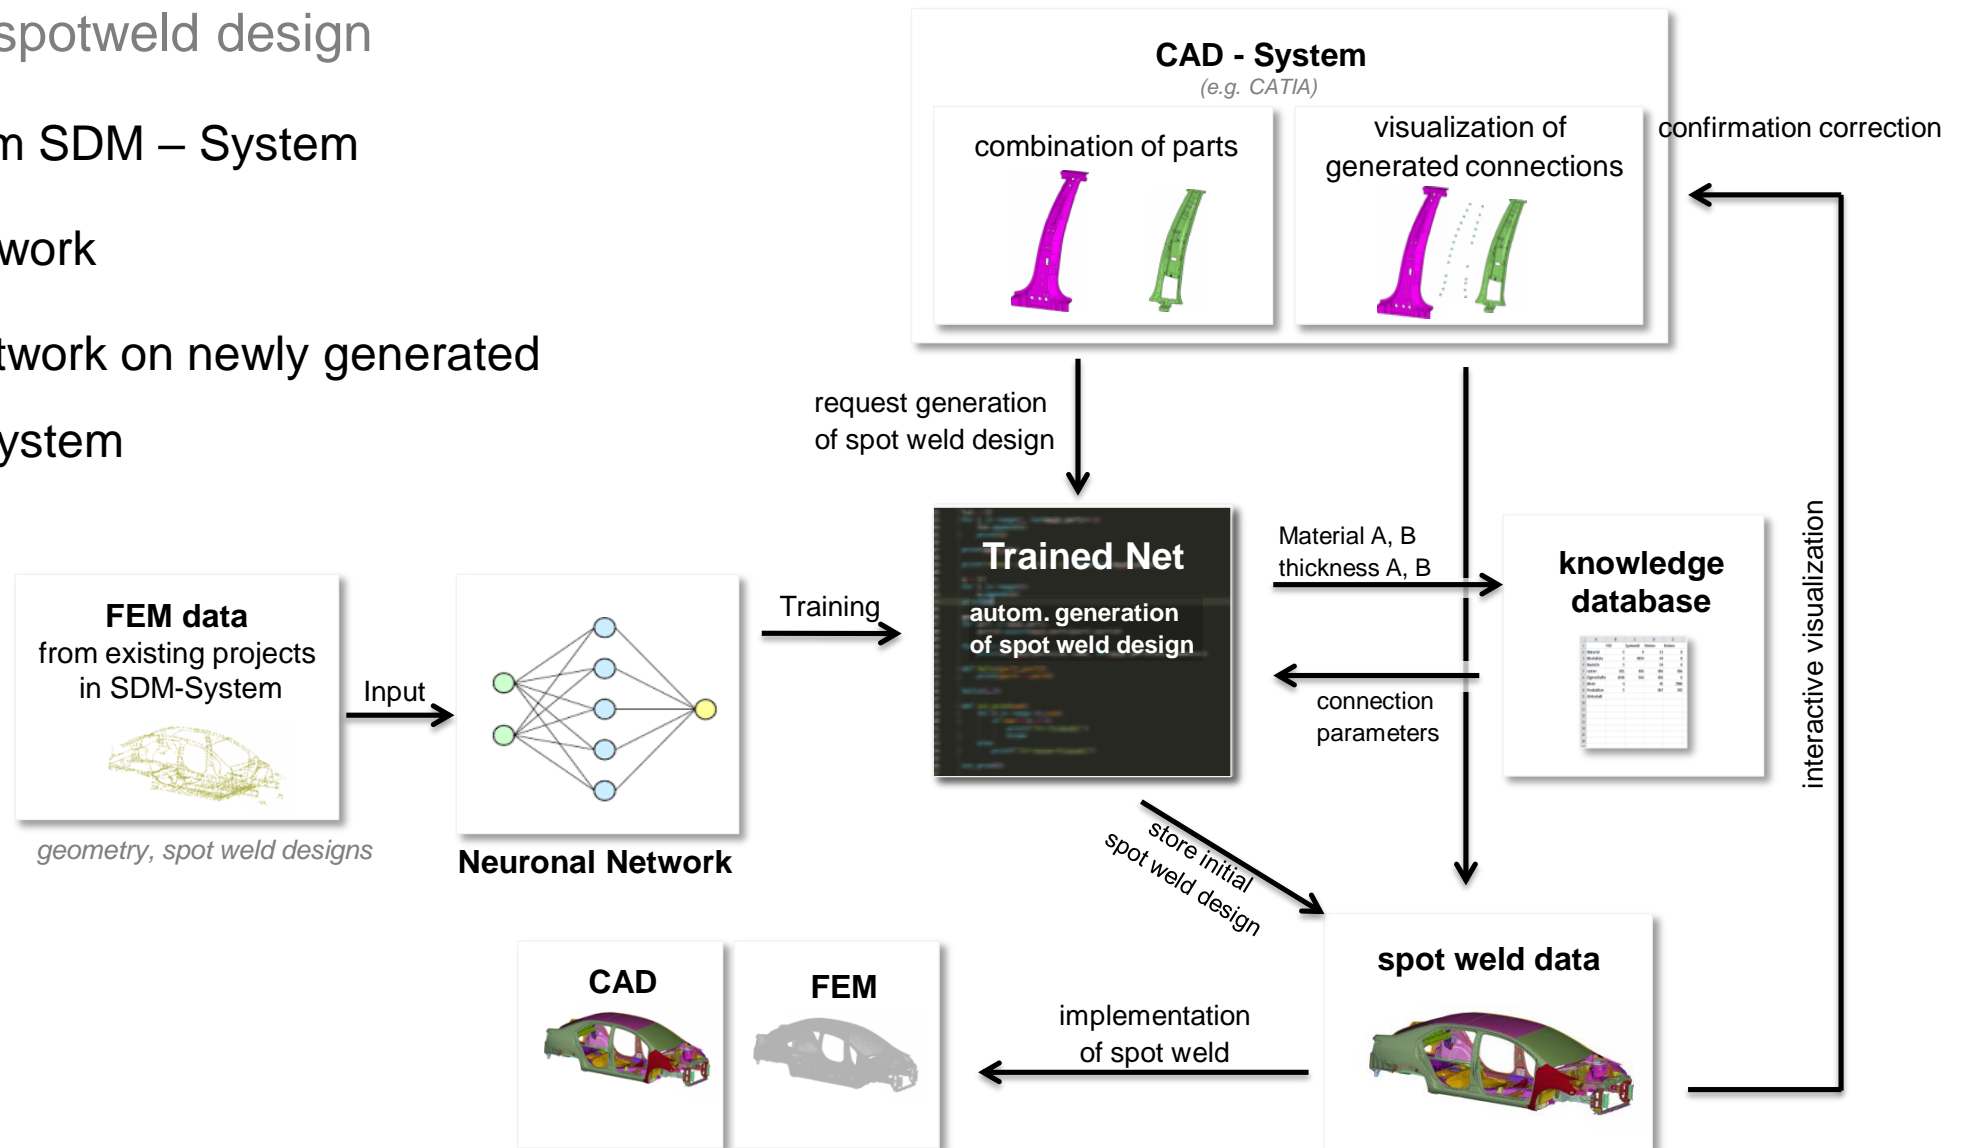 spotweld design
m SDM – System
work
twork on newly generated
ystem
CAD - System
(e.g. CATIA)
combination of parts
visualization of
generated connections
confirmation correction
request generation
of spot weld design
Trained Net
autom. generation
of spot weld design
Material A, B
thickness A, B
connection
parameters
knowledge
database
interactive visualization
FEM data
from existing projects
in SDM-System
geometry, spot weld designs
Input
Neuronal Network
Training
store initial
spot weld design
spot weld data
implementation
of spot weld
CAD
FEM